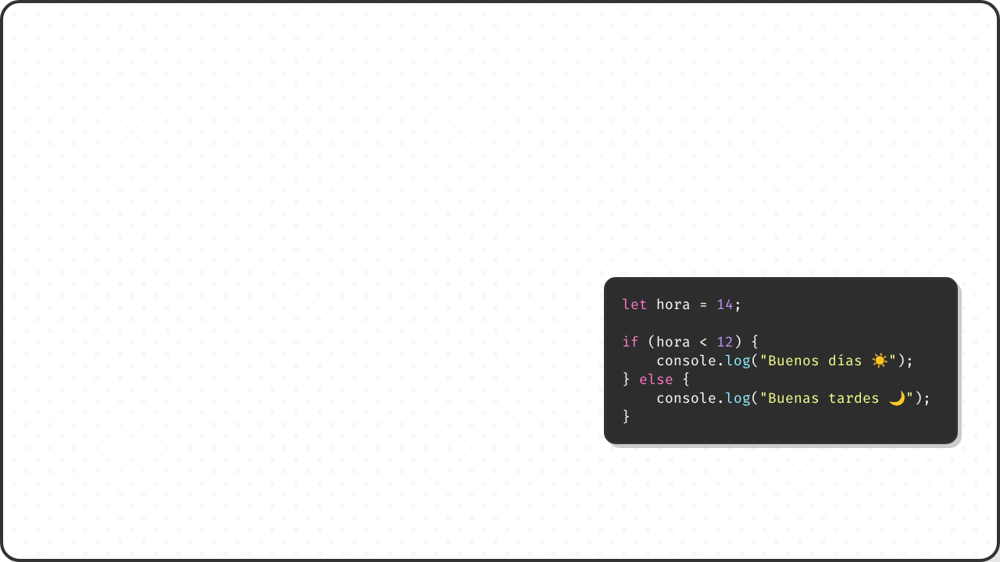 let hora = 14;
if (hora < 12) {
    console.log("Buenos días ☀️");
} else {
    console.log("Buenas tardes 🌙");
}